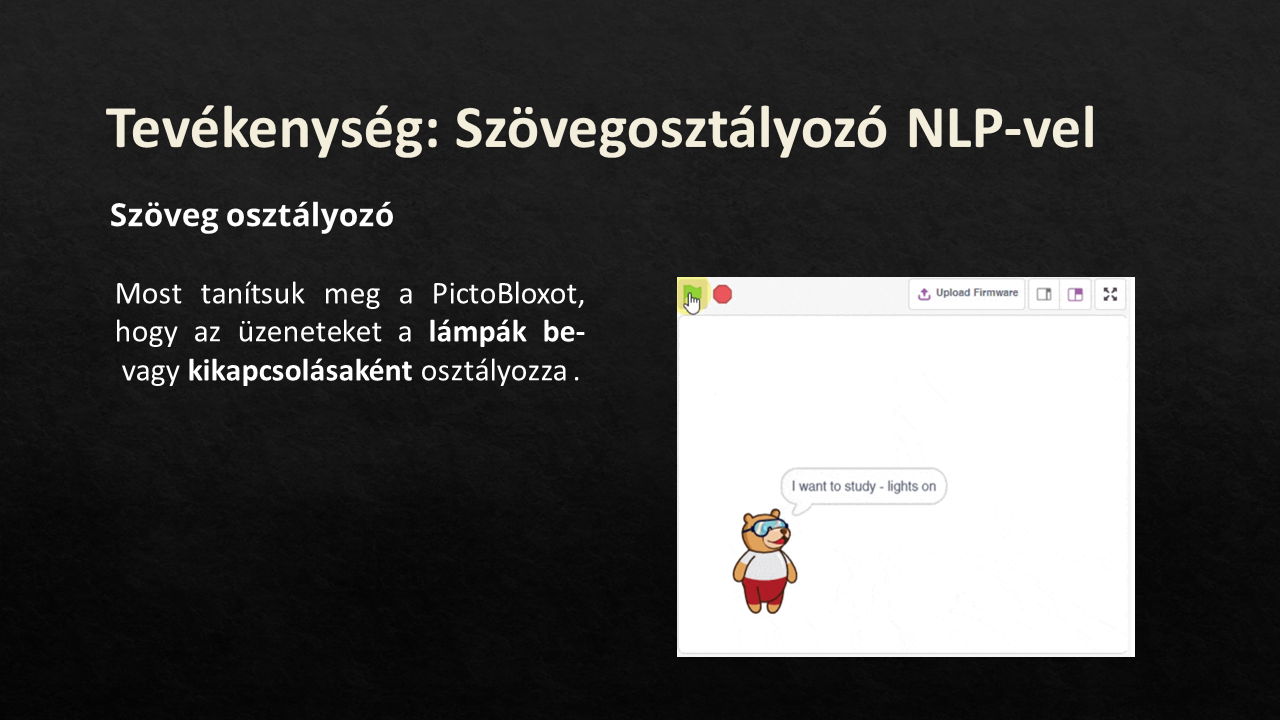 Tevékenység: Szövegosztályozó NLP-vel
Szöveg osztályozó
Most tanítsuk meg a PictoBloxot,
hogy az üzeneteket a lámpák be-
vagy kikapcsolásaként osztályozza .
Upload Firmware
I want to study - lights on